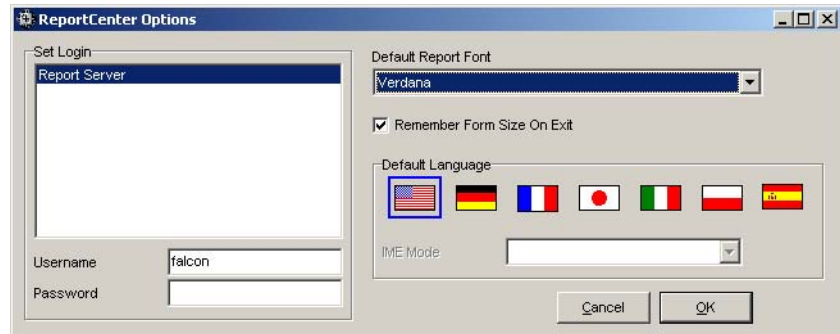 ReportCenter Options
Set Login
Report Server
Username
falcon
Password
Default Report Font
Verdana
Remember Form Size On Exit
Default Language
IME Mode
Cancel
OK